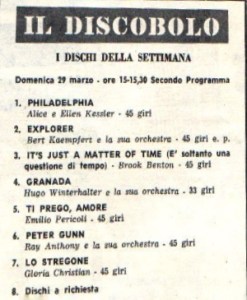 IL DISCOBOLO
I DISCHI DELLA SETTIMANA
Domenica 29 marzo - ore 15-15,30 Secondo Programma
1. PHILADELPHIA
Alice e Ellen Kessler - 45 giri
2. EXPLORER
Bert Kaempfert e la sua orchestra - 45 giri e. p.
3. IT'S JUST A MATTER OF TIME (E' soltanto una
questione di tempo) - Brook Benton - 45 giri
4. GRANADA
Hugo Winterhalter e la sua orchestra - 33 giri
5. TI PREGO, AMORE
Emilio Pericoli - 45 giri
6. PETER GUNN
Ray Anthony e la sua orchestra - 45 giri
7. LO STREGONE
Gloria Christian - 45 giri
8. Dischi a richiesta